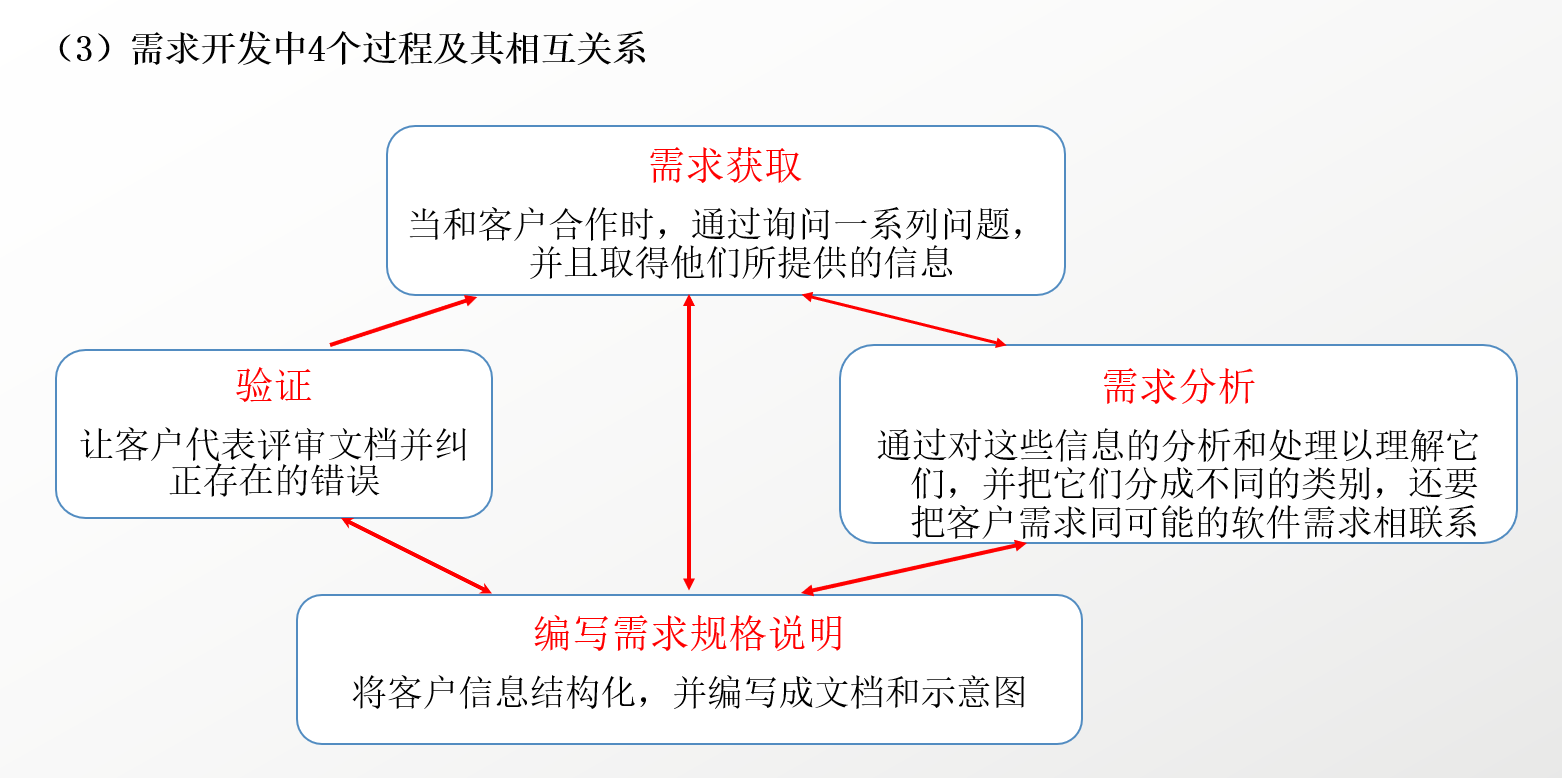 （3）需求开发中4个过程及其相互关系
需求获取
当和客户合作时，通过询问一系列问题，
并且取得他们所提供的信息
验证
让客户代表评审文档并纠
正存在的错误
需求分析
通过对这些信息的分析和处理以理解它
们，并把它们分成不同的类别，还要
把客户需求同可能的软件需求相联系
编写需求规格说明
将客户信息结构化，并编写成文档和示意图